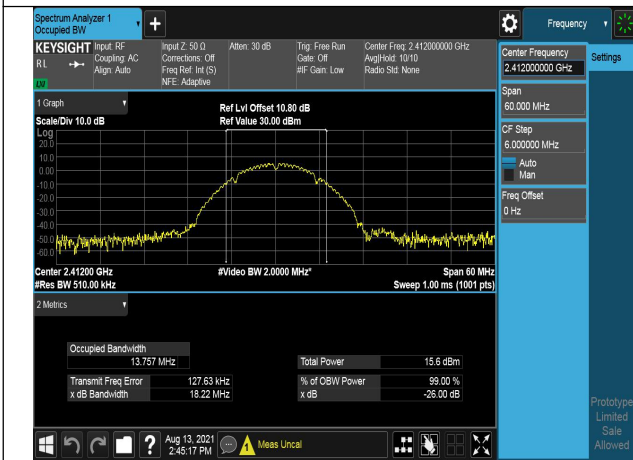 Spectrum Analyzer 1
Occupied BW
Frequency
KEYSIGHT
R L
Input: RF
Coupling: AC
Align: Auto
Input Z: 50 Ω
Corrections: Off
Freq Ref: Int (S)
NFE: Adaptive
Atten: 30 dB
Trig: Free Run
Gate: Off
#IF Gain: Low
Center Freq: 2.412000000 GHz
Avg|Hold: 10/10
Radio Std: None
Center Frequency
2.412000000 GHz
Settings
Span
60.000 MHz
CF Step
6.000000 MHz
Auto
Man
Freq Offset
0 Hz
1 Graph
Scale/Div 10.0 dB
Ref Lvl Offset 10.80 dB
Ref Value 30.00 dBm
Log
20.0
10.0
0.00
-10.0
-20.0
-30.0
-40.0
-50.0
-60.0
Center 2.41200 GHz
#Res BW 510.00 kHz
#Video BW 2.0000 MHz*
Span 60 MHz
Sweep 1.00 ms (1001 pts)
2 Metrics
Occupied Bandwidth
13.757 MHz
Total Power 15.6 dBm
Transmit Freq Error 127.63 kHz
% of OBW Power 99.00 %
x dB Bandwidth 18.22 MHz
x dB -26.00 dB
Aug 13, 2021
2:45:17 PM
Meas Uncal
Prototype
Limited
Sale
Allowed